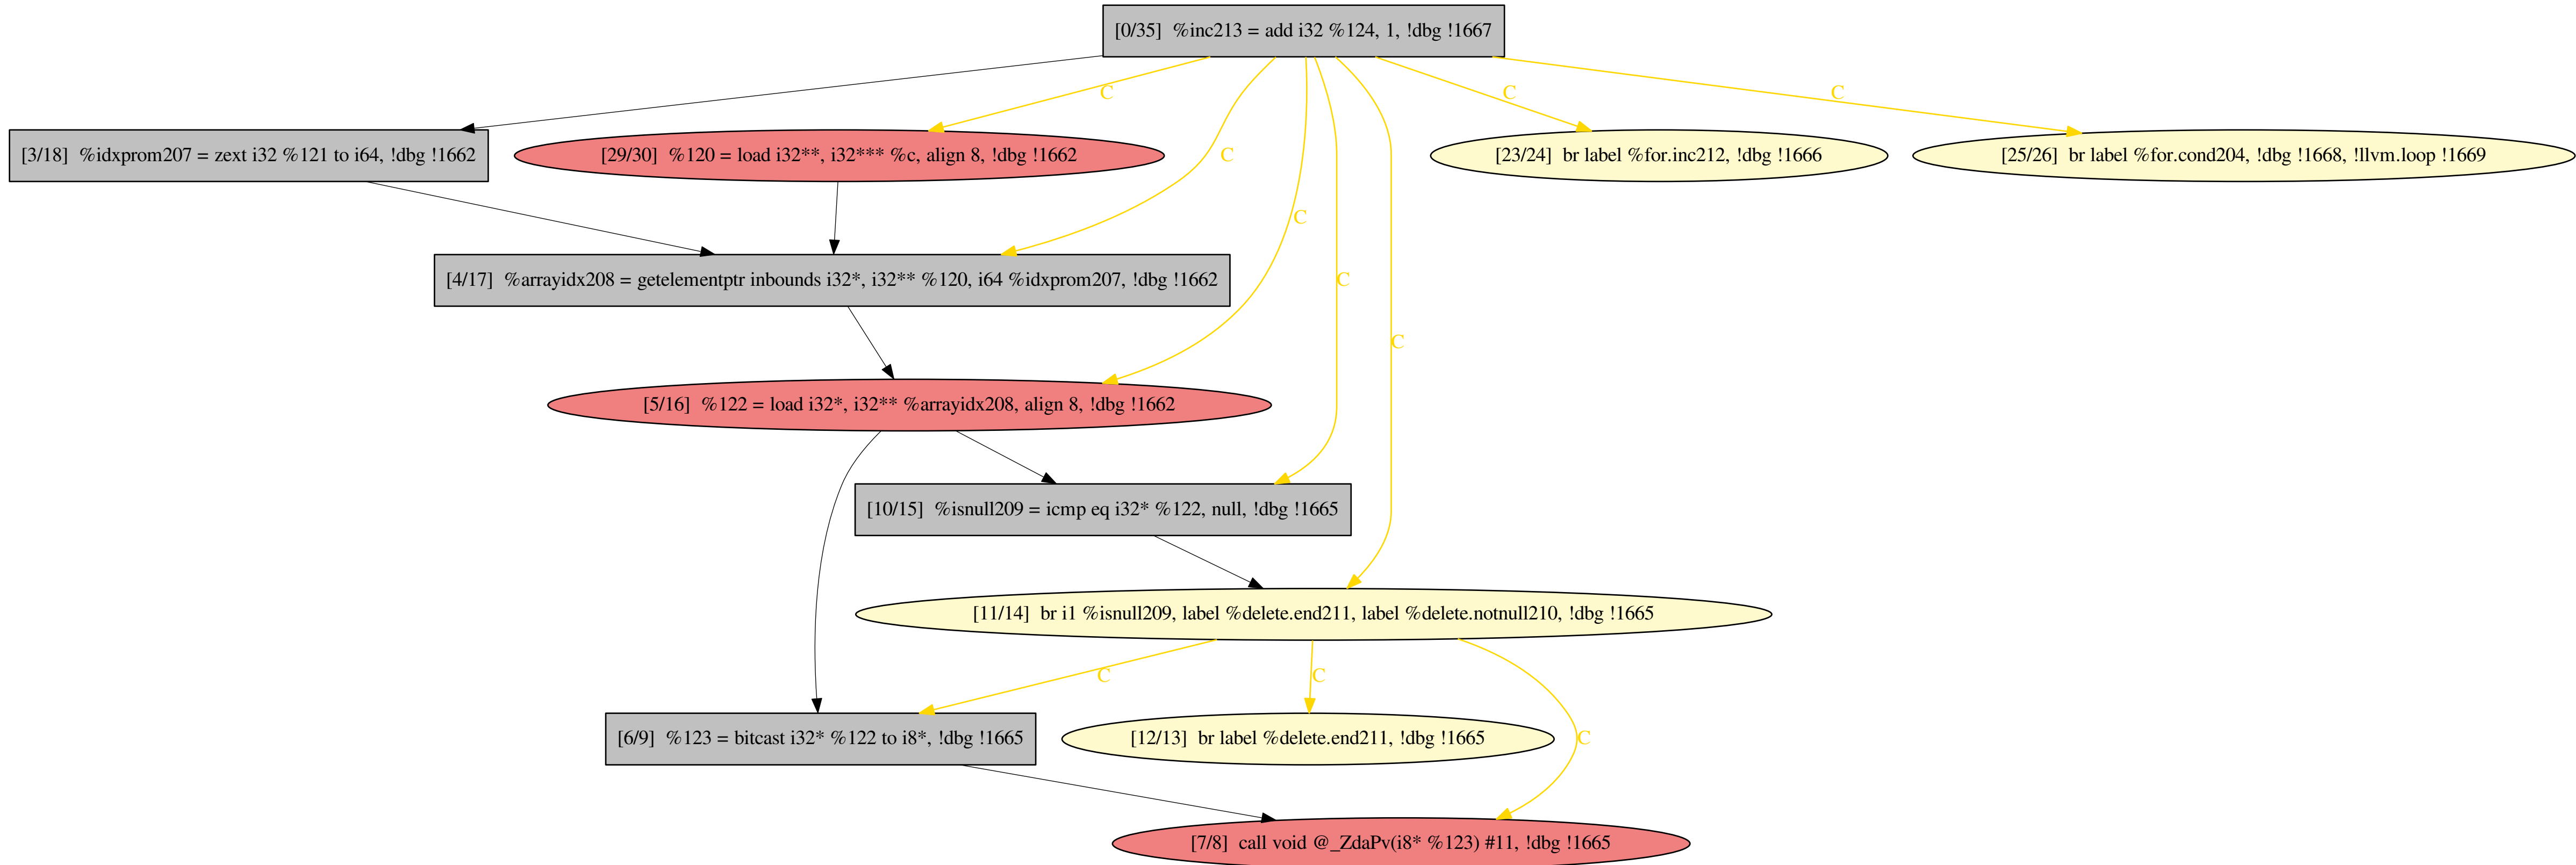 [0/35]  %inc213 = add i32 %124, 1, !dbg !1667
C
C
C
[3/18]  %idxprom207 = zext i32 %121 to i64, !dbg !1662
[29/30]  %120 = load i32**, i32*** %c, align 8, !dbg !1662
C
[23/24]  br label %for.inc212, !dbg !1666
[25/26]  br label %for.cond204, !dbg !1668, !llvm.loop !1669
C
[4/17]  %arrayidx208 = getelementptr inbounds i32*, i32** %120, i64 %idxprom207, !dbg !1662
C
C
[5/16]  %122 = load i32*, i32** %arrayidx208, align 8, !dbg !1662
[10/15]  %isnull209 = icmp eq i32* %122, null, !dbg !1665
[11/14]  br i1 %isnull209, label %delete.end211, label %delete.notnull210, !dbg !1665
C
C
[6/9]  %123 = bitcast i32* %122 to i8*, !dbg !1665
[12/13]  br label %delete.end211, !dbg !1665
C
[7/8]  call void @_ZdaPv(i8* %123) #11, !dbg !1665